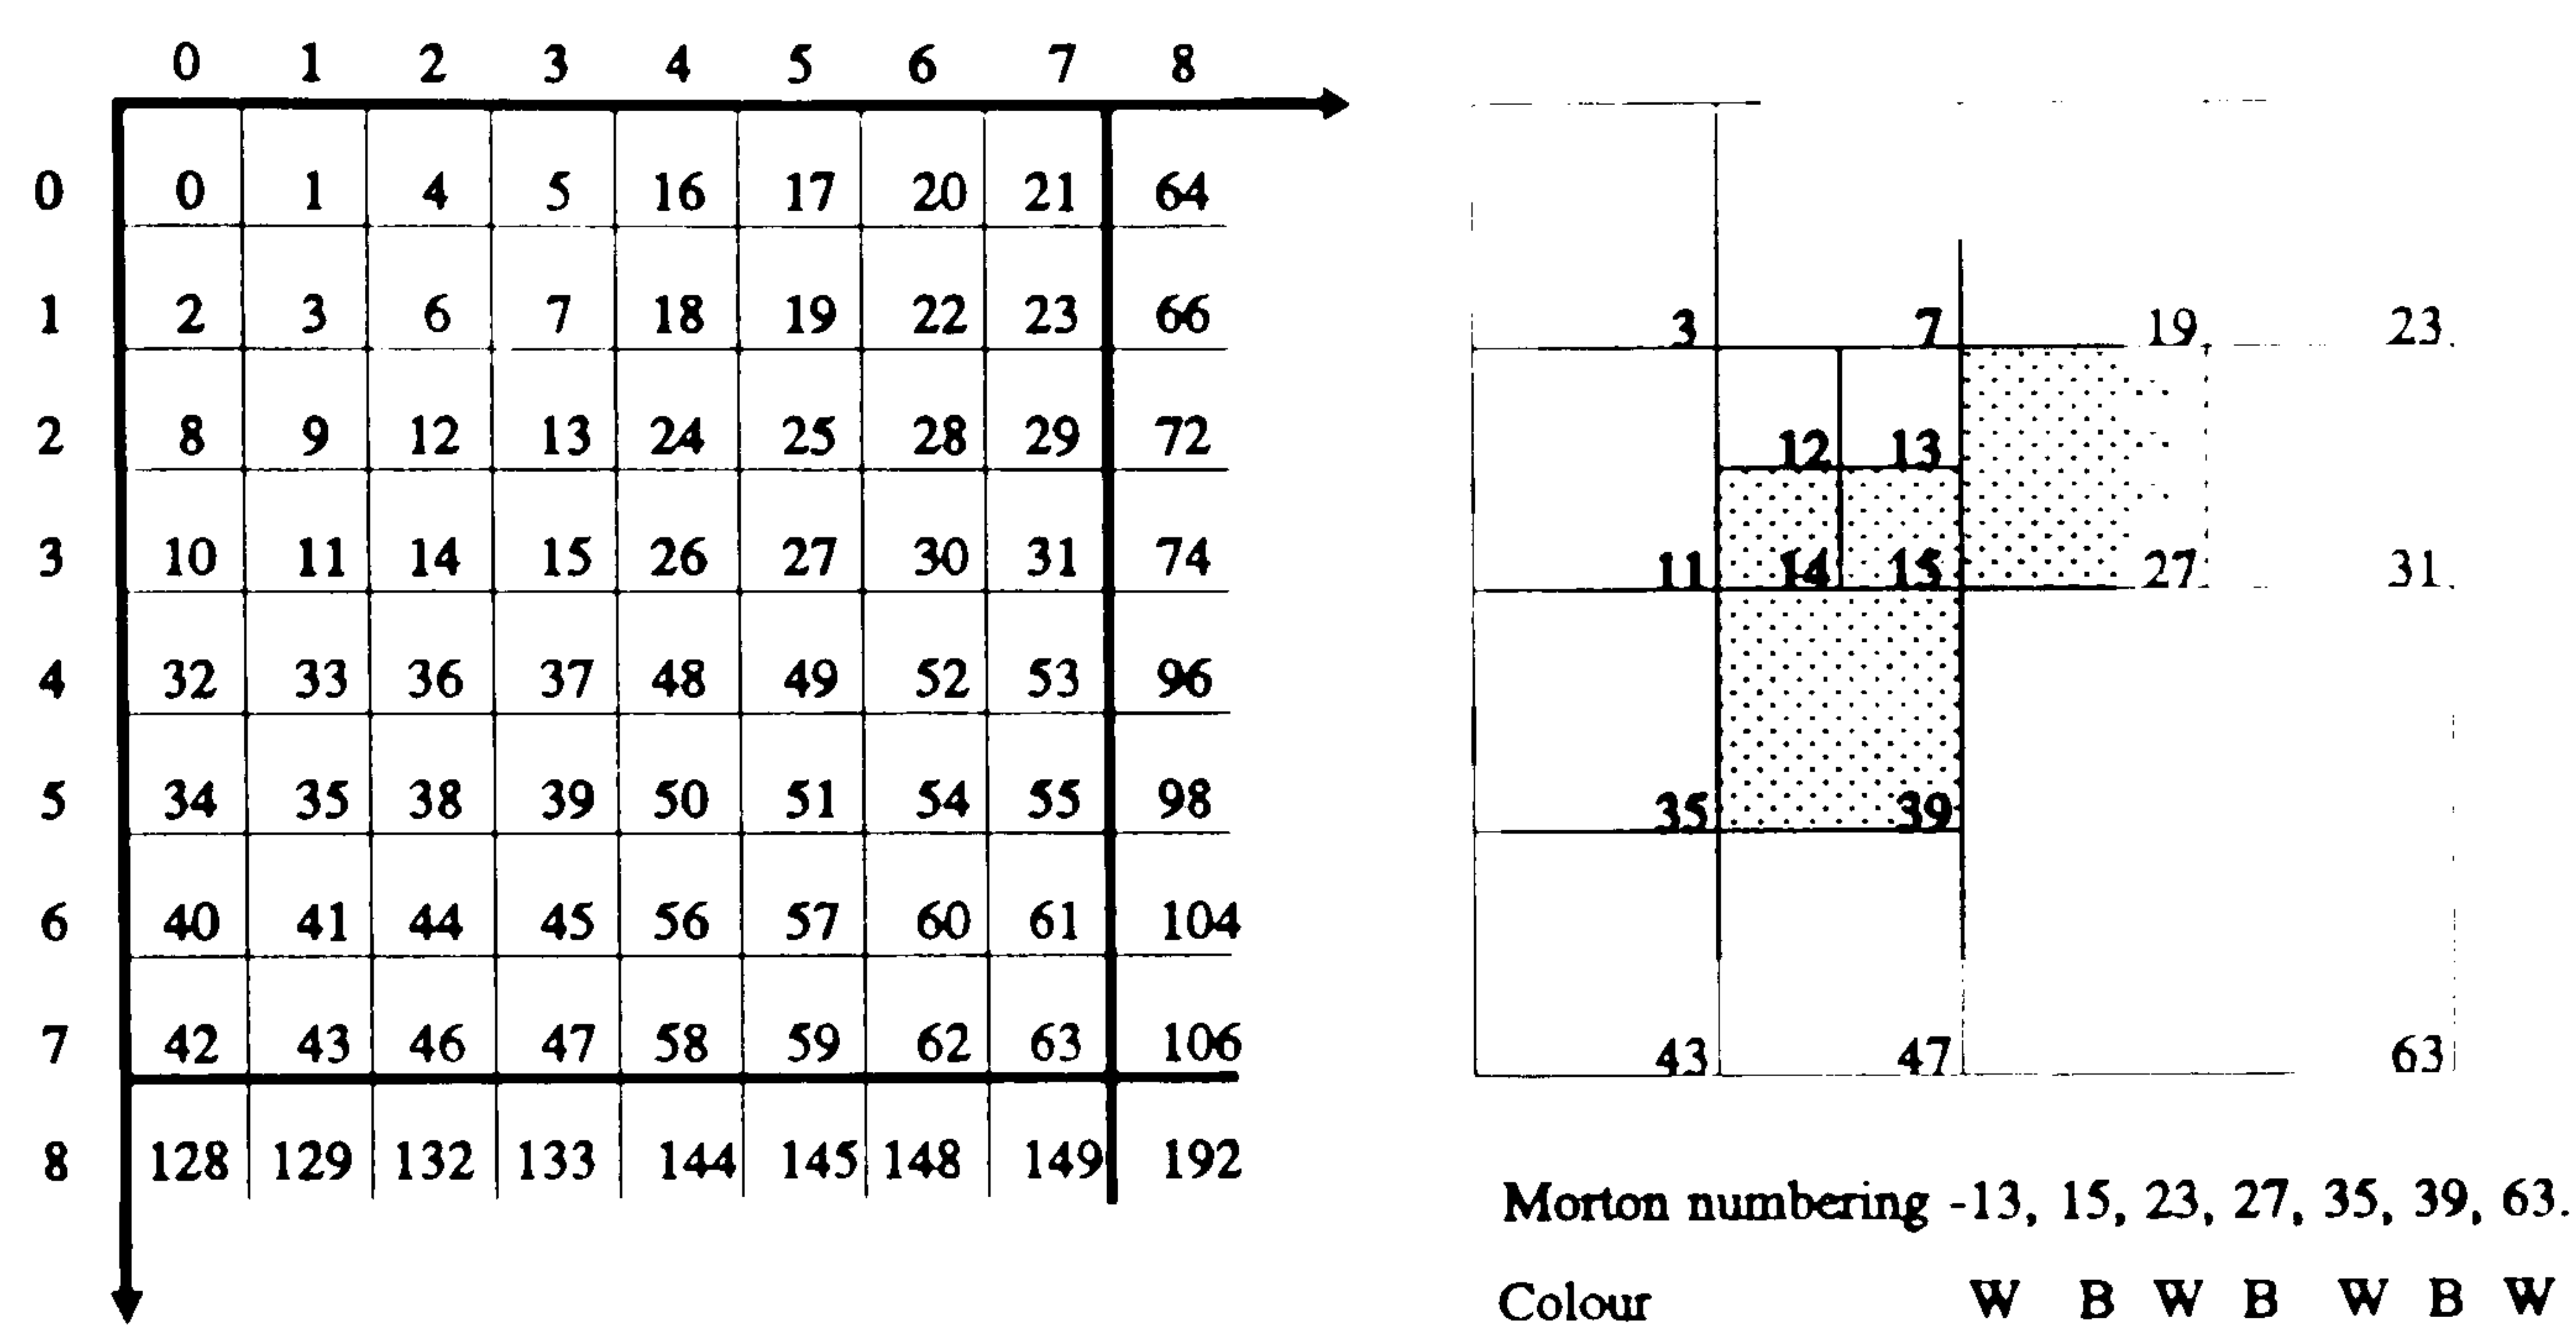 0 1 2 3 4 5 6 7 8
0 0 1 4 5 16 17 20 21 64
1 2 3 6 7 18 19 22 23 66
2 8 9 12 13 24 25 28 29 72
3 10 11 14 15 26 27 30 31 74
4 32 33 36 37 48 49 52 53 96
5 34 35 38 39 50 51 54 55 98
6 40 41 44 45 56 57 60 61 104
7 42 43 46 47 58 59 62 63 106
8 128 129 132 133 144 145 148 149 192
3 7 19 23
12 13
11 14 15 27 31
35 39
43 47 63
Morton numbering -13, 15, 23, 27, 35, 39, 63.
Colour W B W B W B W